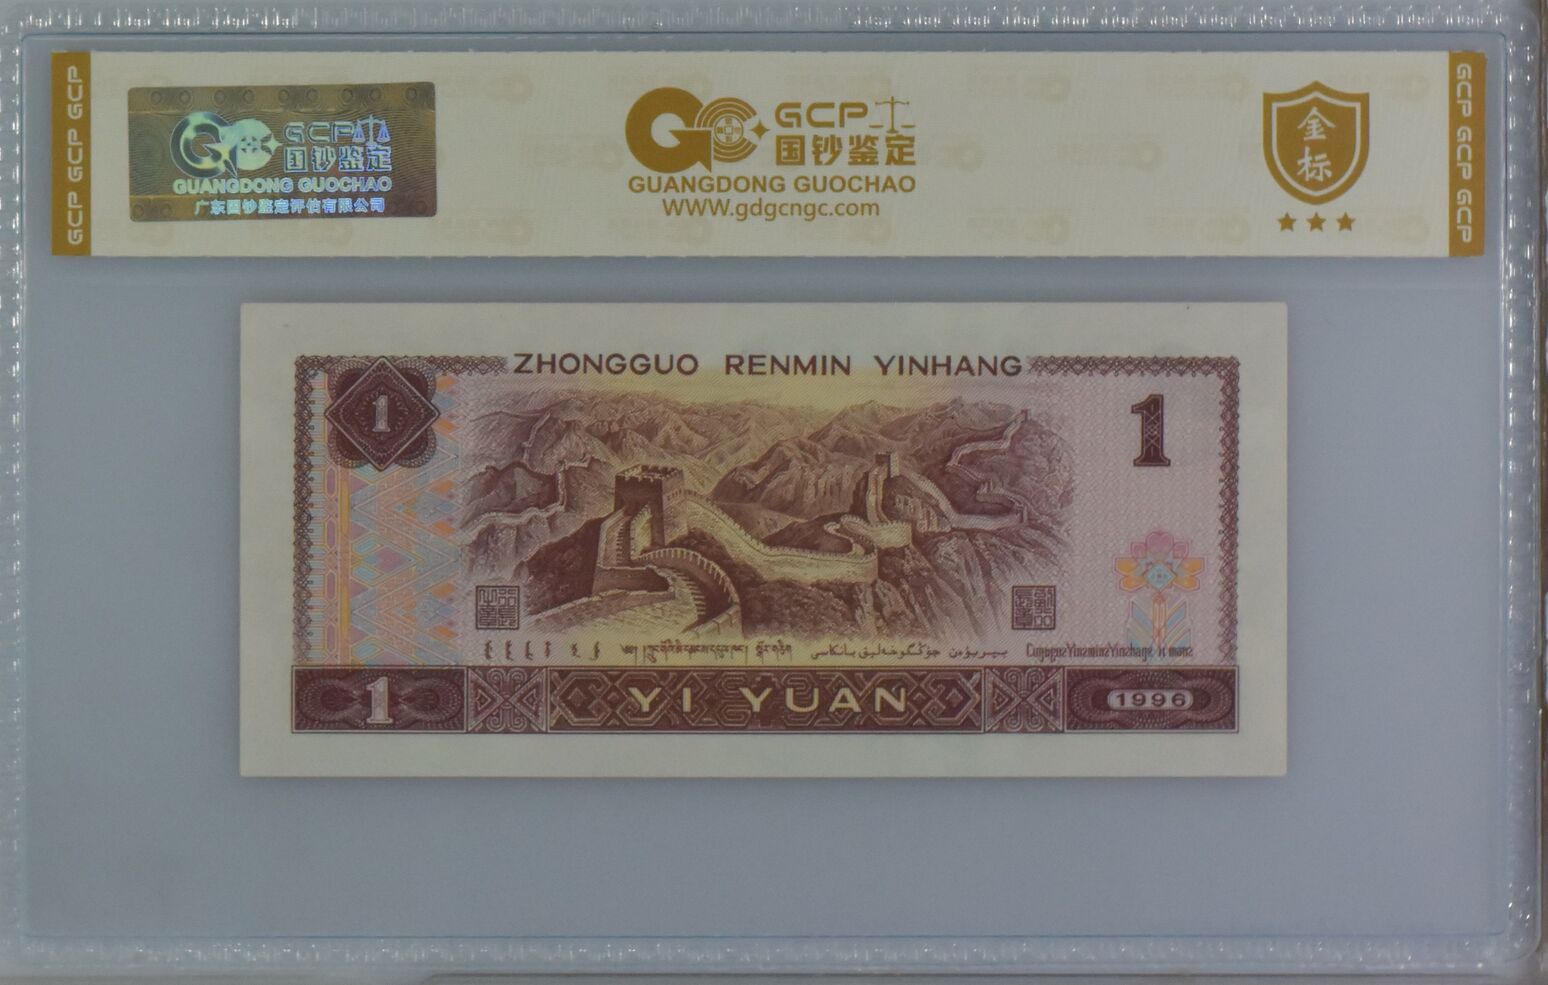 GCP GCP GCP
GCP 国钞鉴定
GUANGDONG GUOCHAO
广东国钞鉴定评估有限公司
GCP
国钞鉴定
GUANGDONG GUOCHAO
WWW.gdgcngc.com
金标
GCP GCP GCP
ZHONGGUO RENMIN YINHANG
1
1
1
YI YUAN
1996